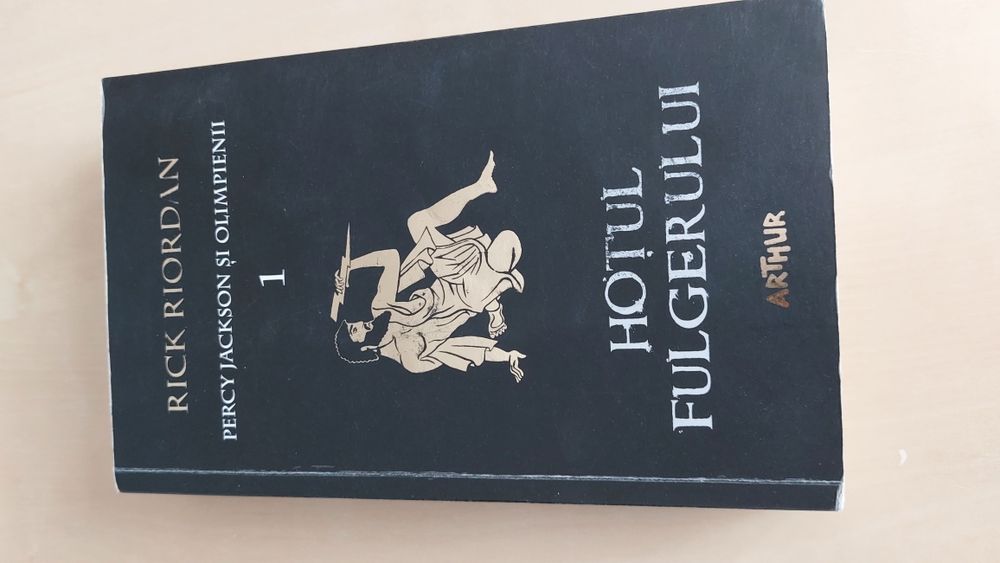 RICK RIORDAN
PERCY JACKSON ȘI OLIMPIENII
1
HOȚUL
FULGERULUI
ARTHUR